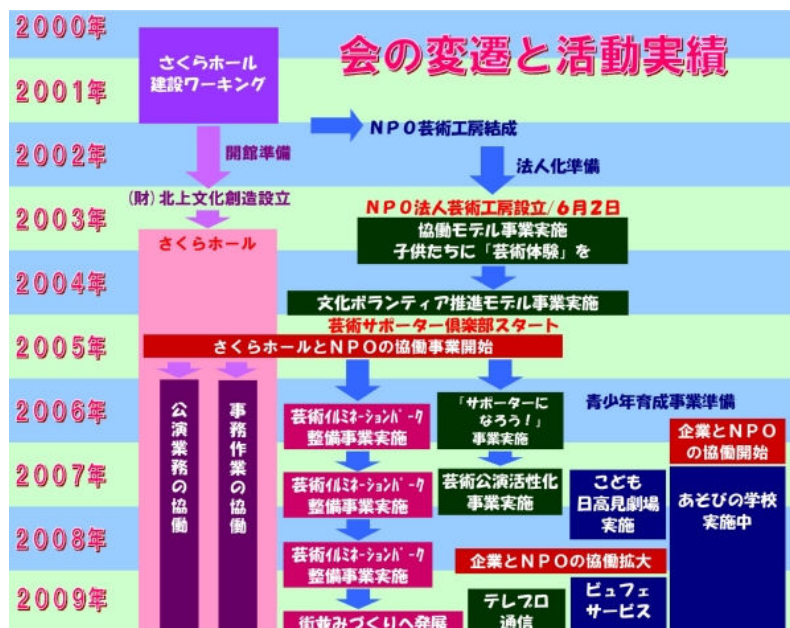 会の変遷と活動実績
2000年
2001年
2002年
2003年
2004年
2005年
2006年
2007年
2008年
2009年
さくらホール
建設ワーキング
NPO芸術工房結成
開館準備
法人化準備
(財)北上文化創造設立
NPO法人芸術工房設立/6月2日
さくらホール
協働モデル事業実施
子供たちに「芸術体験」を
文化ボランティア推進モデル事業実施
芸術サポーター倶楽部スタート
さくらホールとNPOの協働事業開始
公演業務の協働
事務作業の協働
芸術イルミネーションパーク
整備事業実施
「サポーターに
なろう!」
事業実施
青少年育成事業準備
企業とNPO
の協働開始
芸術イルミネーションパーク
整備事業実施
芸術公演活性化
事業実施
こども
日高見劇場
実施
あそびの学校
実施中
芸術イルミネーションパーク
整備事業実施
企業とNPOの協働拡大
街並みづくりへ発展
テレプロ
通信
ビュフェ
サービス